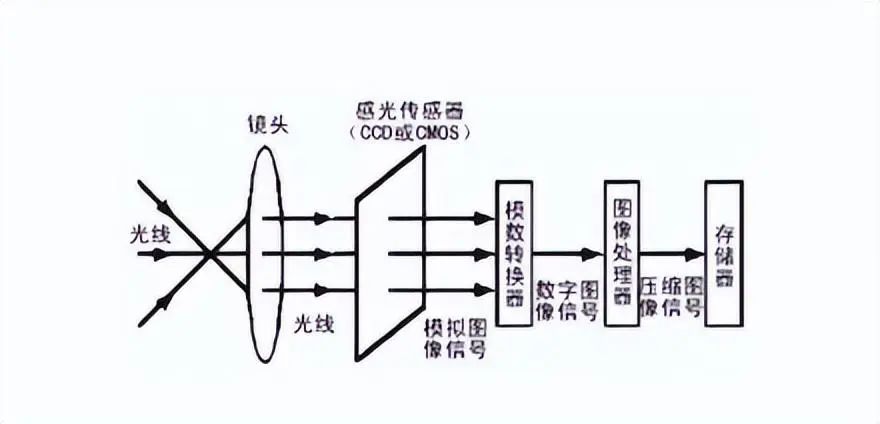 镜头
感光传感器
（CCD或CMOS）
光线
光线
模拟图
像信号
模数转换器
数字图
像信号
图像处理器
压缩图
像信号
存储器